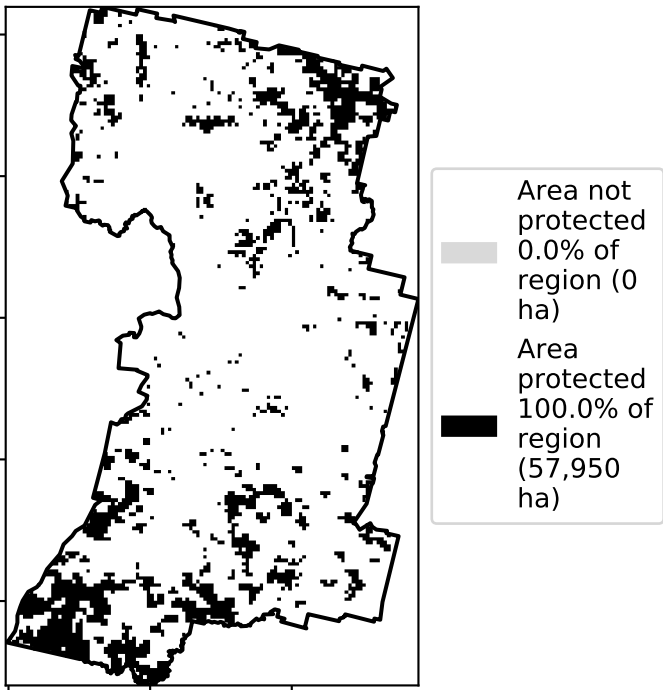 Area not
protected
0.0% of
region (0
ha)
Area
protected
100.0% of
region
(57,950
ha)